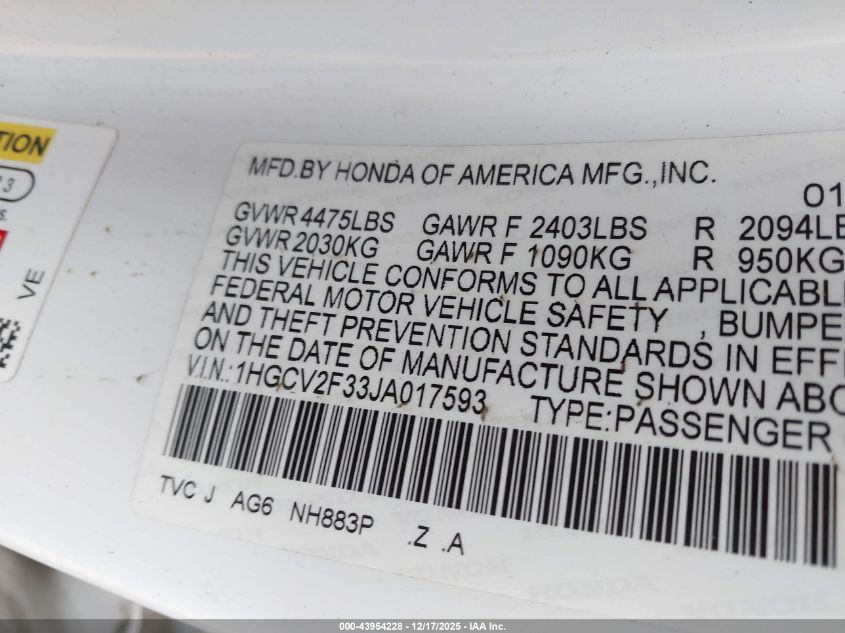 TION
23
s.
VE
MFD.BY HONDA OF AMERICA MFG.,INC. 01
GVWR 4475LBS GAWR F 2403LBS R 2094LB
GVWR 2030KG GAWR F 1090KG R 950KG
THIS VEHICLE CONFORMS TO ALL APPLICABL
FEDERAL MOTOR VEHICLE SAFETY , BUMPE
AND THEFT PREVENTION STANDARDS IN EFF
ON THE DATE OF MANUFACTURE SHOWN ABO
V.I.N.: 1HGCV2F33JA017593 TYPE:PASSENGER
TVC J AG6 NH883P .Z .A
000-43954228 - 12/17/2025 - IAA Inc.